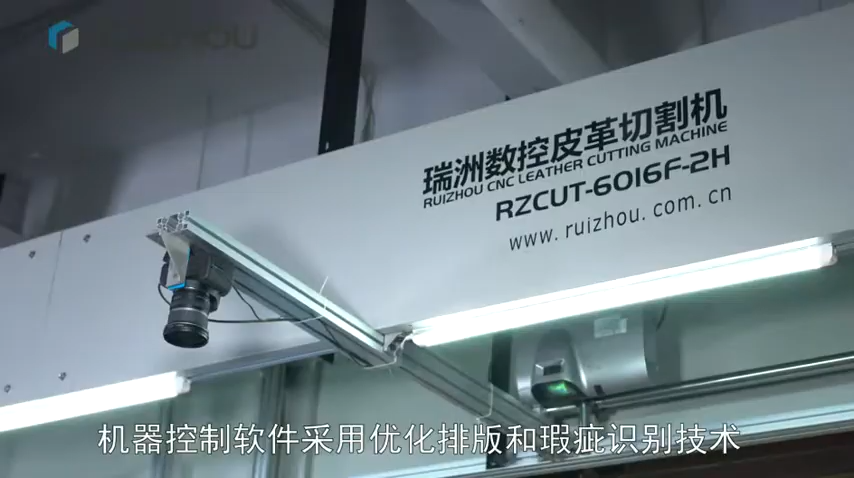 瑞洲数控皮革切割机
RUIZHOU CNC LEATHER CUTTING MACHINE
RZCUT-6016F-2H
www.ruizhou.com.cn
机器控制软件采用优化排版和瑕疵识别技术